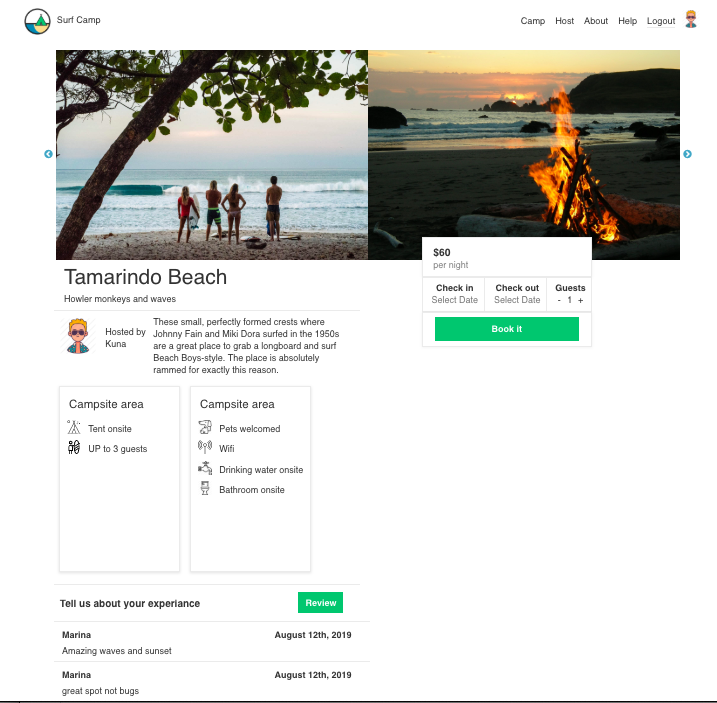 Surf Camp
Camp Host About Help Logout
$60
per night
Check in Check out Guests
Select Date Select Date - 1 +
Book it
Tamarindo Beach
Howler monkeys and waves
Hosted by
Kuna
These small, perfectly formed crests where
Johnny Fain and Miki Dora surfed in the 1950s
are a great place to grab a longboard and surf
Beach Boys-style. The place is absolutely
rammed for exactly this reason.
Campsite area
Tent onsite
UP to 3 guests
Campsite area
Pets welcomed
Wifi
Drinking water onsite
Bathroom onsite
Tell us about your experiance
Review
Marina August 12th, 2019
Amazing waves and sunset
Marina August 12th, 2019
great spot not bugs